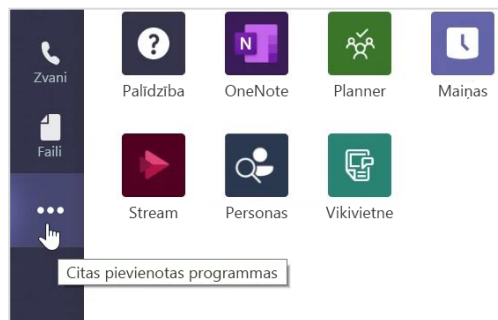 Zvani
Faili
Palīdzība
OneNote
Planner
Maiņas
Stream
Personas
Vikivietne
Citas pievienotas programmas